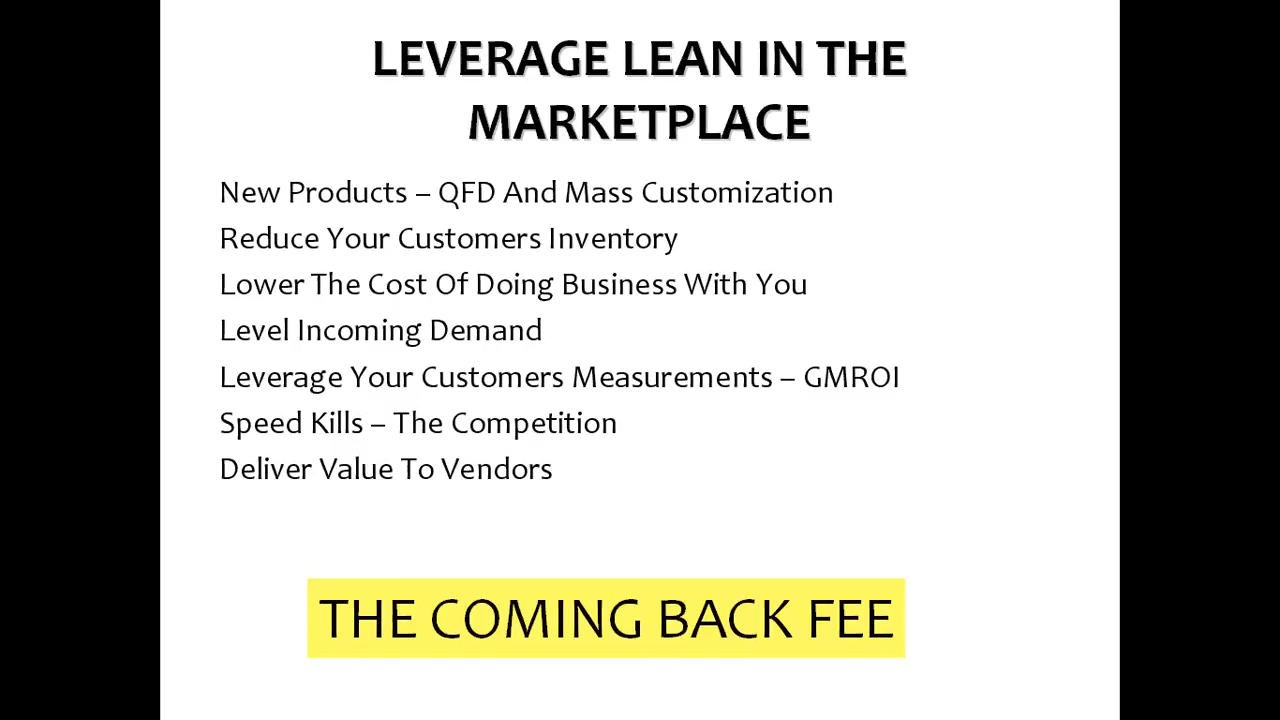 LEVERAGE LEAN IN THE
MARKETPLACE
New Products – QFD And Mass Customization
Reduce Your Customers Inventory
Lower The Cost Of Doing Business With You
Level Incoming Demand
Leverage Your Customers Measurements – GMROI
Speed Kills – The Competition
Deliver Value To Vendors
THE COMING BACK FEE